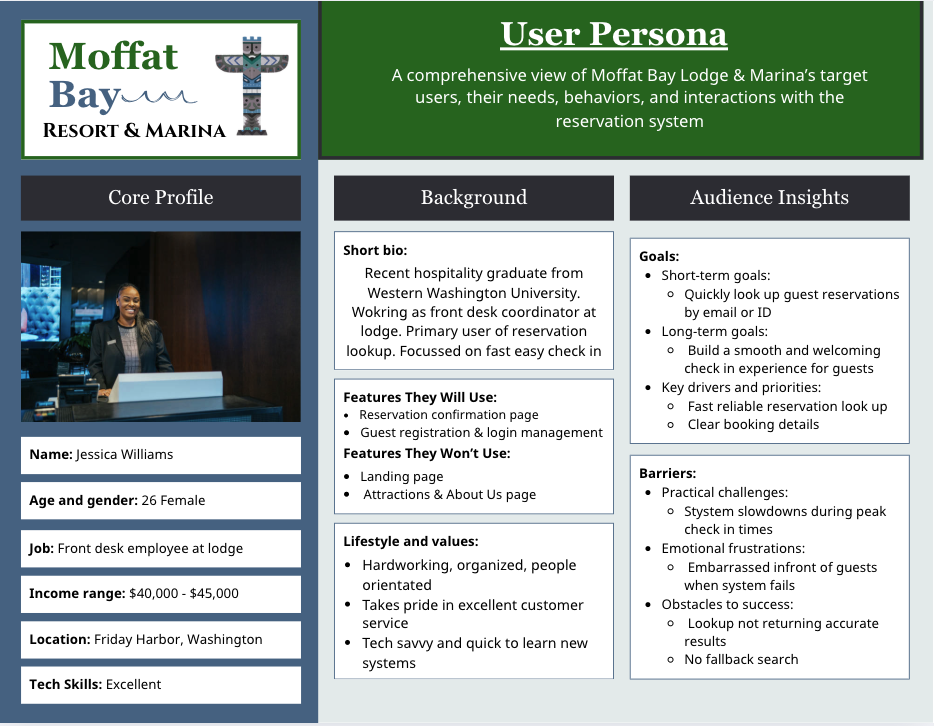 Moffat
Bay
RESORT & MARINA
User Persona
A comprehensive view of Moffat Bay Lodge & Marina’s target
users, their needs, behaviors, and interactions with the
reservation system
Core Profile
Name: Jessica Williams
Age and gender: 26 Female
Job: Front desk employee at lodge
Income range: $40,000 - $45,000
Location: Friday Harbor, Washington
Tech Skills: Excellent
Background
Short bio:
Recent hospitality graduate from
Western Washington University.
Wokring as front desk coordinator at
lodge. Primary user of reservation
lookup. Focussed on fast easy check in
Features They Will Use:
• Reservation confirmation page
• Guest registration & login management
Features They Won’t Use:
• Landing page
• Attractions & About Us page
Lifestyle and values:
• Hardworking, organized, people
orientated
• Takes pride in excellent customer
service
• Tech savvy and quick to learn new
systems
Audience Insights
Goals:
• Short-term goals:
○ Quickly look up guest reservations
by email or ID
• Long-term goals:
○ Build a smooth and welcoming
check in experience for guests
• Key drivers and priorities:
○ Fast reliable reservation look up
○ Clear booking details
Barriers:
• Practical challenges:
○ Ststem slowdowns during peak
check in times
• Emotional frustrations:
○ Embarrassed infront of guests
when system fails
• Obstacles to success:
○ Lookup not returning accurate
results
○ No fallback search